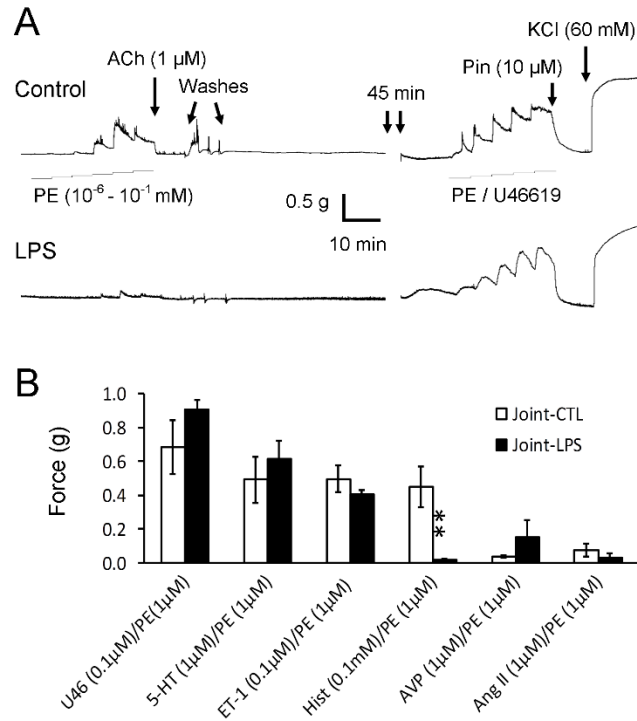 A
ACh (1 µM)
KCl (60 mM)
Control
Washes
45 min
Pin (10 µM)
PE (10⁻⁶ - 10⁻¹ mM)
0.5 g
10 min
PE / U46619
LPS
B
Force (g)
1.0
0.8
0.6
0.4
0.2
0.0
Joint-CTL
Joint-LPS
**
U46 (0.1µM)/PE(1µM)
5-HT (1µM)/PE (1µM)
ET-1 (0.1µM)/PE (1µM)
Hist (0.1mM)/PE (1µM)
AVP (1µM)/PE (1µM)
Ang II (1µM)/PE (1µM)